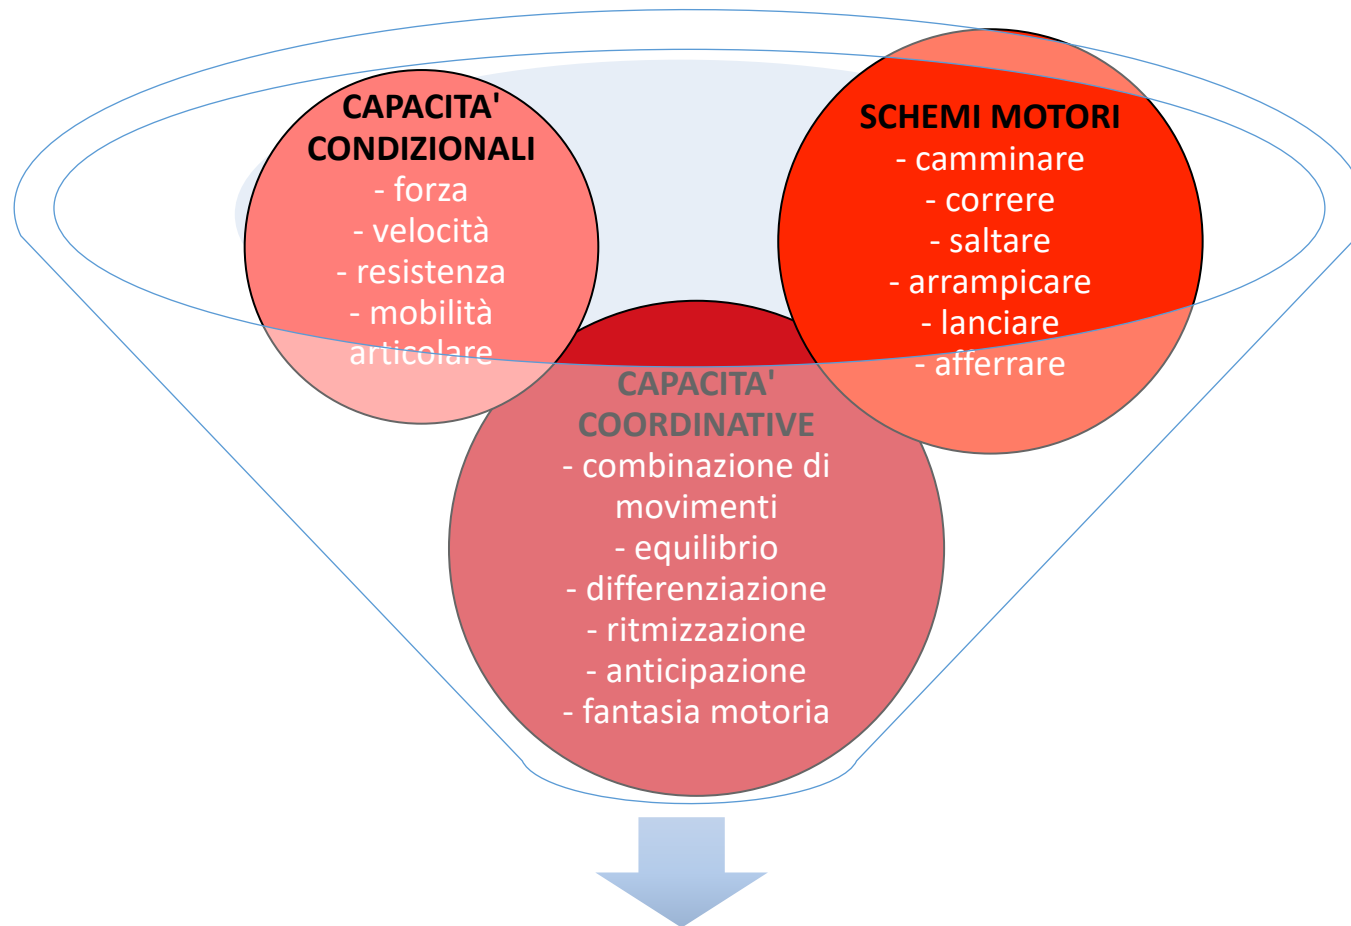 CAPACITA'
CONDIZIONALI
- forza
- velocità
- resistenza
- mobilità
articolare
SCHEMI MOTORI
- camminare
- correre
- saltare
- arrampicare
- lanciare
- afferrare
CAPACITA'
COORDINATIVE
- combinazione di
movimenti
- equilibrio
- differenziazione
- ritmizzazione
- anticipazione
- fantasia motoria